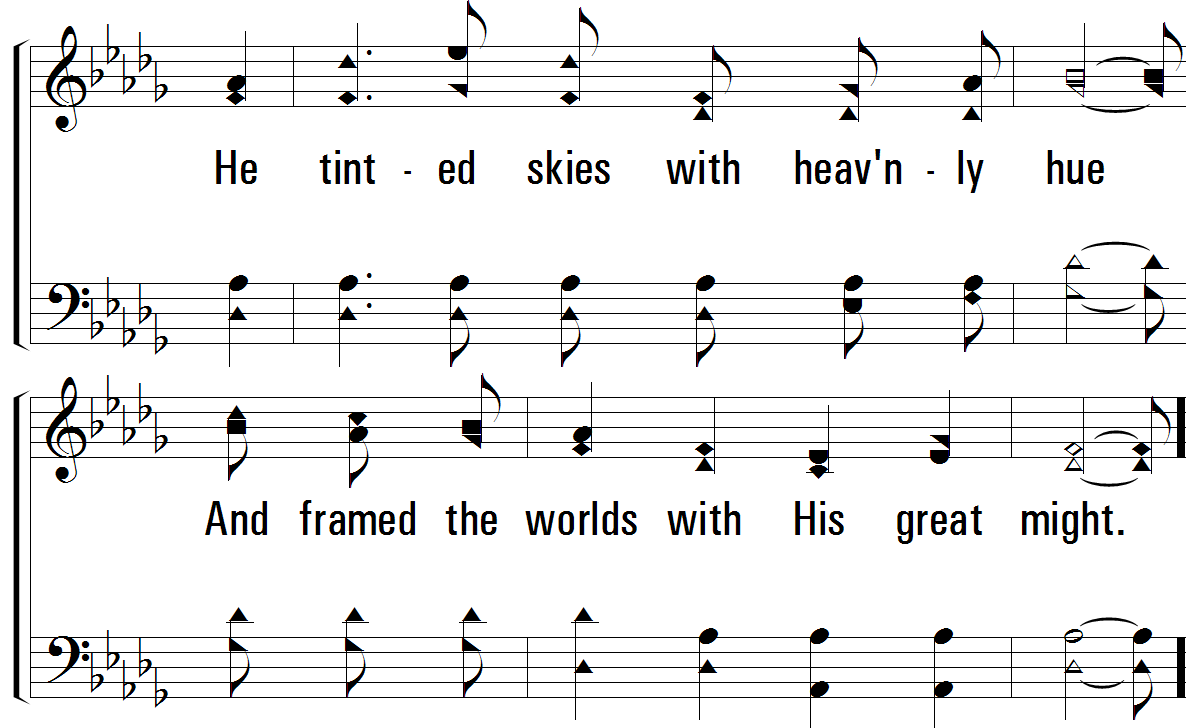 He tint - ed skies with heav'n - ly hue
And framed the worlds with His great might.